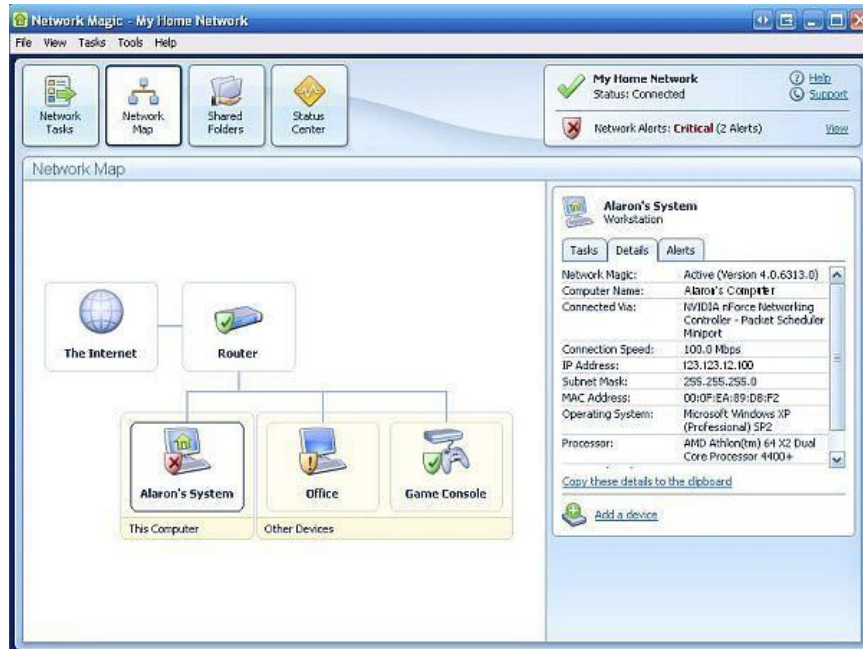 Network Magic - My Home Network
File View Tasks Tools Help
Network Tasks
Network Map
Shared Folders
Status Center
My Home Network
Status: Connected
Help
Support
Network Alerts: Critical (2 Alerts)
View
Network Map
The Internet
Router
Alaron's System
Office
Game Console
This Computer
Other Devices
Alaron's System
Workstation
Tasks Details Alerts
Network Magic: Active (Version 4.0.6313.0)
Computer Name: Alaron's Computer
Connected Via: NVIDIA nForce Networking
Controller - Packet Scheduler
Miniport
Connection Speed: 100.0 Mbps
IP Address: 123.123.12.100
Subnet Mask: 255.255.255.0
MAC Address: 00:0F:EA:89:D8:F2
Operating System: Microsoft Windows XP
(Professional) SP2
Processor: AMD Athlon(tm) 64 X2 Dual
Core Processor 4400+
Copy these details to the clipboard
Add a device